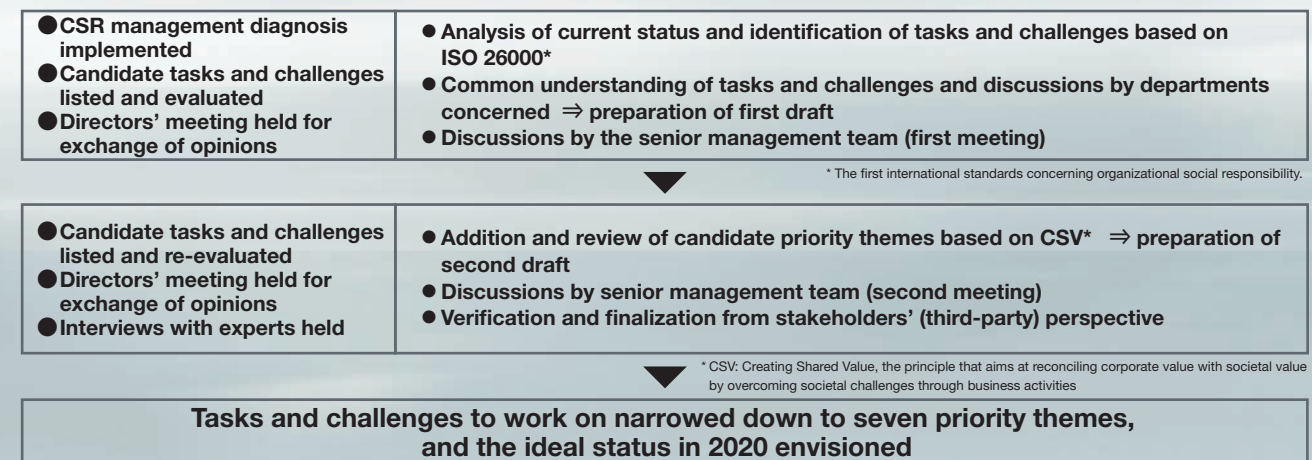 ●CSR management diagnosis
implemented
●Candidate tasks and challenges
listed and evaluated
●Directors' meeting held for
exchange of opinions
● Analysis of current status and identification of tasks and challenges based on
ISO 26000*
● Common understanding of tasks and challenges and discussions by departments
concerned ⇒ preparation of first draft
● Discussions by the senior management team (first meeting)
* The first international standards concerning organizational social responsibility.
●Candidate tasks and challenges
listed and re-evaluated
●Directors' meeting held for
exchange of opinions
●Interviews with experts held
● Addition and review of candidate priority themes based on CSV* ⇒ preparation of
second draft
● Discussions by senior management team (second meeting)
● Verification and finalization from stakeholders' (third-party) perspective
* CSV: Creating Shared Value, the principle that aims at reconciling corporate value with societal value
by overcoming societal challenges through business activities
Tasks and challenges to work on narrowed down to seven priority themes,
and the ideal status in 2020 envisioned